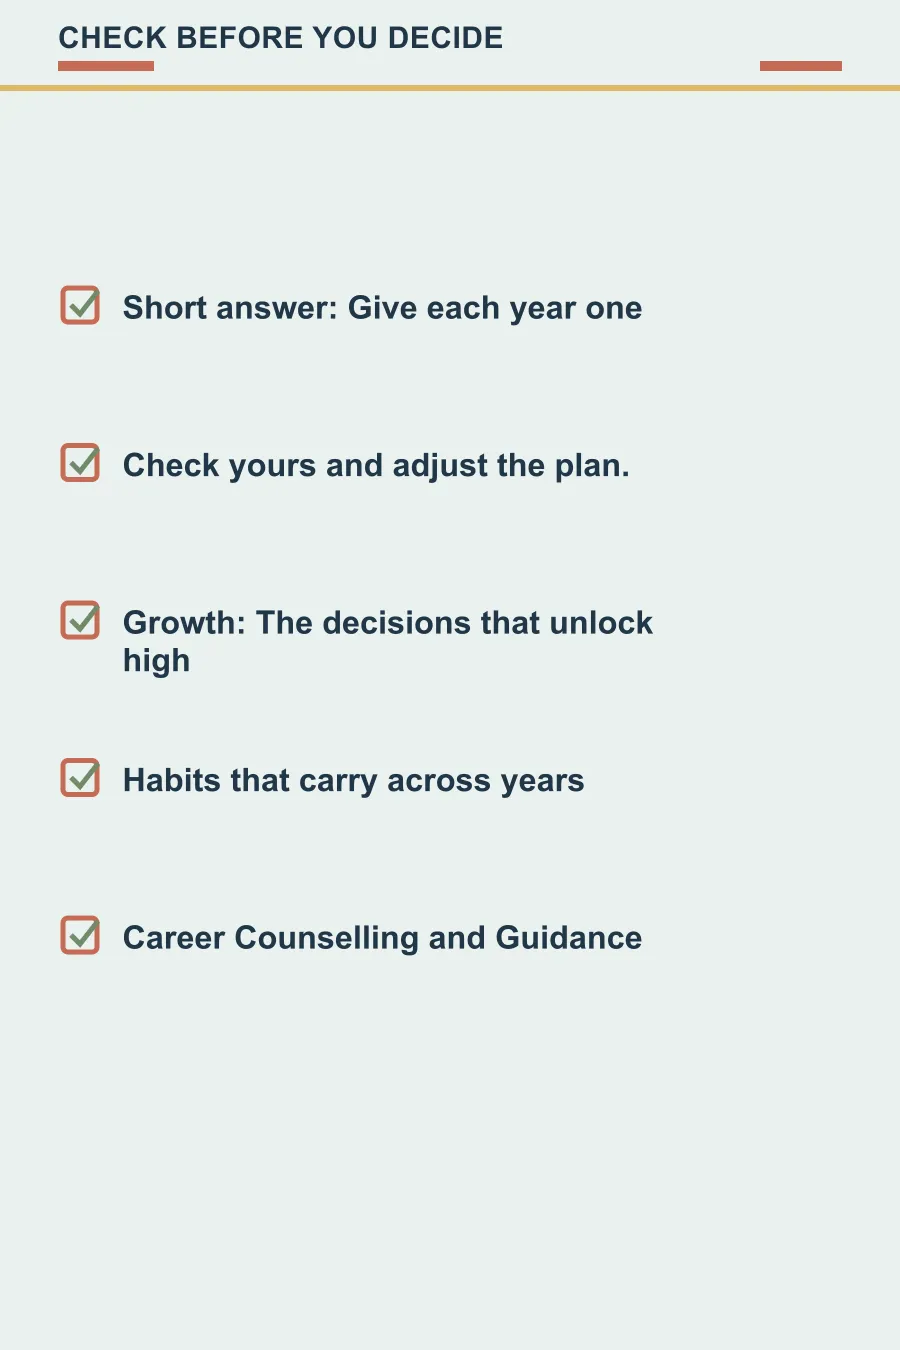 CHECK BEFORE YOU DECIDE
Short answer: Give each year one
Check yours and adjust the plan.
Growth: The decisions that unlock
high
Habits that carry across years
Career Counselling and Guidance